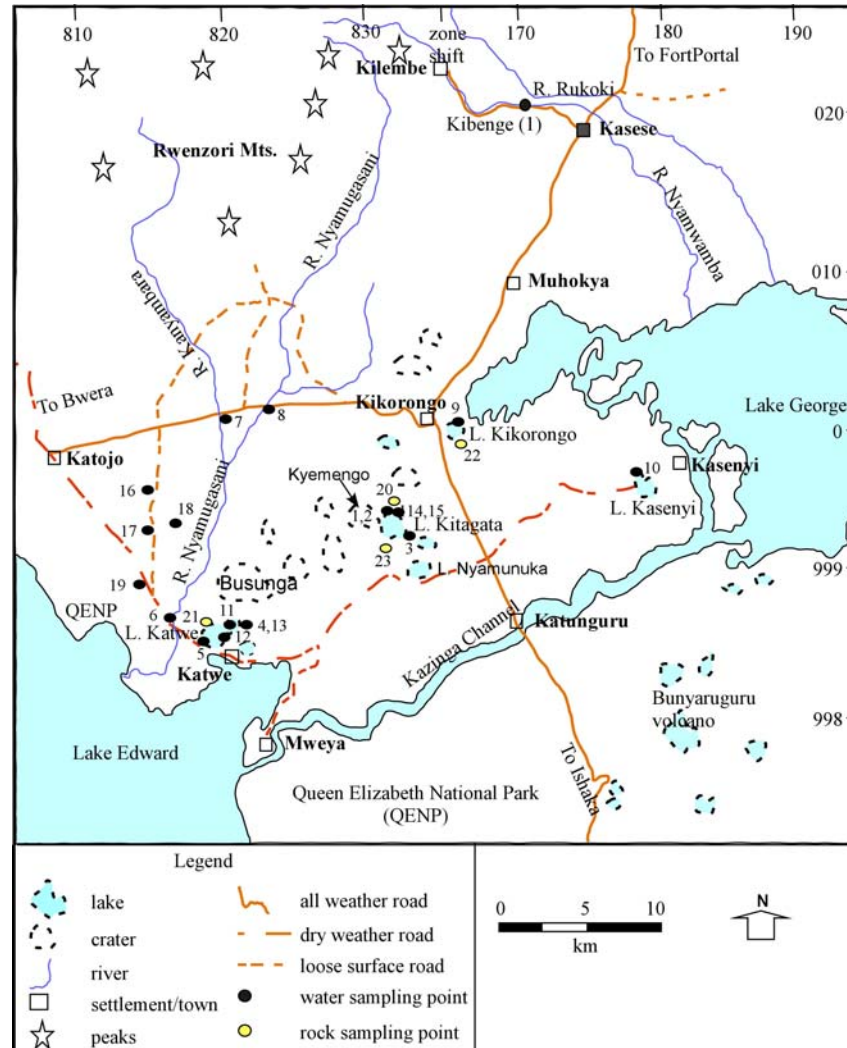 810
820
830
zone
shift
170
180
190
To FortPortal
Kilembe
R. Rukoki
Kibenge (1)
Kasese
020
Rwenzori Mts.
R. Nyamugasani
R. Nyamwamba
R. Kanyambara
Muhokya
010
To Bwera
Kikorongo
7
8
9
L. Kikorongo
22
Lake George
0
Katojo
Kasenyi
10
L. Kasenyi
16
17
18
Kyemengo
20
1,2
14,15
L. Kitagata
3
23
L. Nyamunuka
R. Nyamugasani
Busunga
999
19
QENP
6
21
11
4,13
L. Katwe
12
5
Katwe
Katunguru
Kazinga Channel
Bunyaruguru
volcano
998
Lake Edward
Mweya
To Ishaka
Queen Elizabeth National Park
(QENP)
Legend
lake
crater
river
settlement/town
peaks
all weather road
dry weather road
loose surface road
water sampling point
rock sampling point
0 5 10
km
N